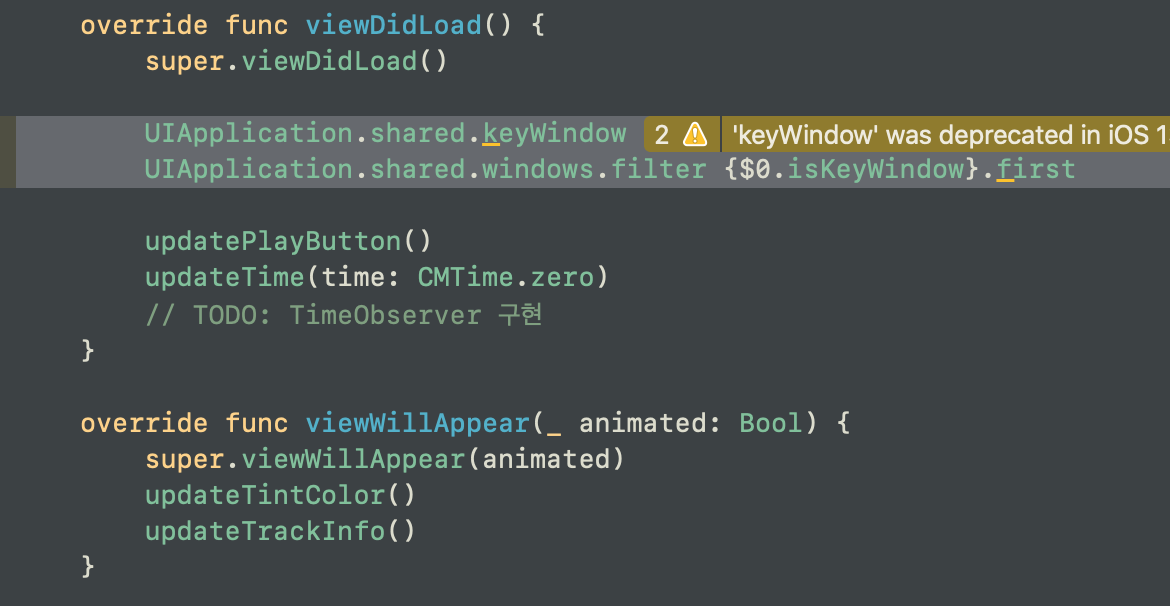 override func viewDidLoad() {
super.viewDidLoad()
UIApplication.shared.keyWindow 2 'keyWindow' was deprecated in iOS 1
UIApplication.shared.windows.filter {$0.isKeyWindow}.first
updatePlayButton()
updateTime(time: CMTime.zero)
// TODO: TimeObserver 구현
}
override func viewWillAppear(_ animated: Bool) {
super.viewWillAppear(animated)
updateTintColor()
updateTrackInfo()
}